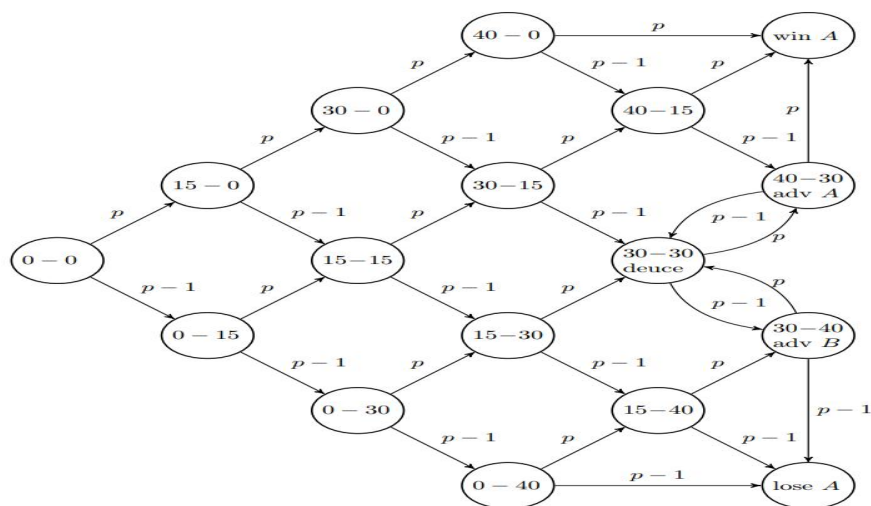 40 – 0
p
win A
p
p – 1
p
30 – 0
40–15
p
p
p – 1
p
p – 1
15 – 0
30–15
40–30
adv A
p
p – 1
p
p – 1
p – 1
p
0 – 0
15–15
30–30
deuce
p – 1
p
p – 1
p
p – 1
p
0 – 15
15–30
30–40
adv B
p – 1
p
p – 1
p
p – 1
0 – 30
15–40
p – 1
p
p – 1
p – 1
0 – 40
lose A